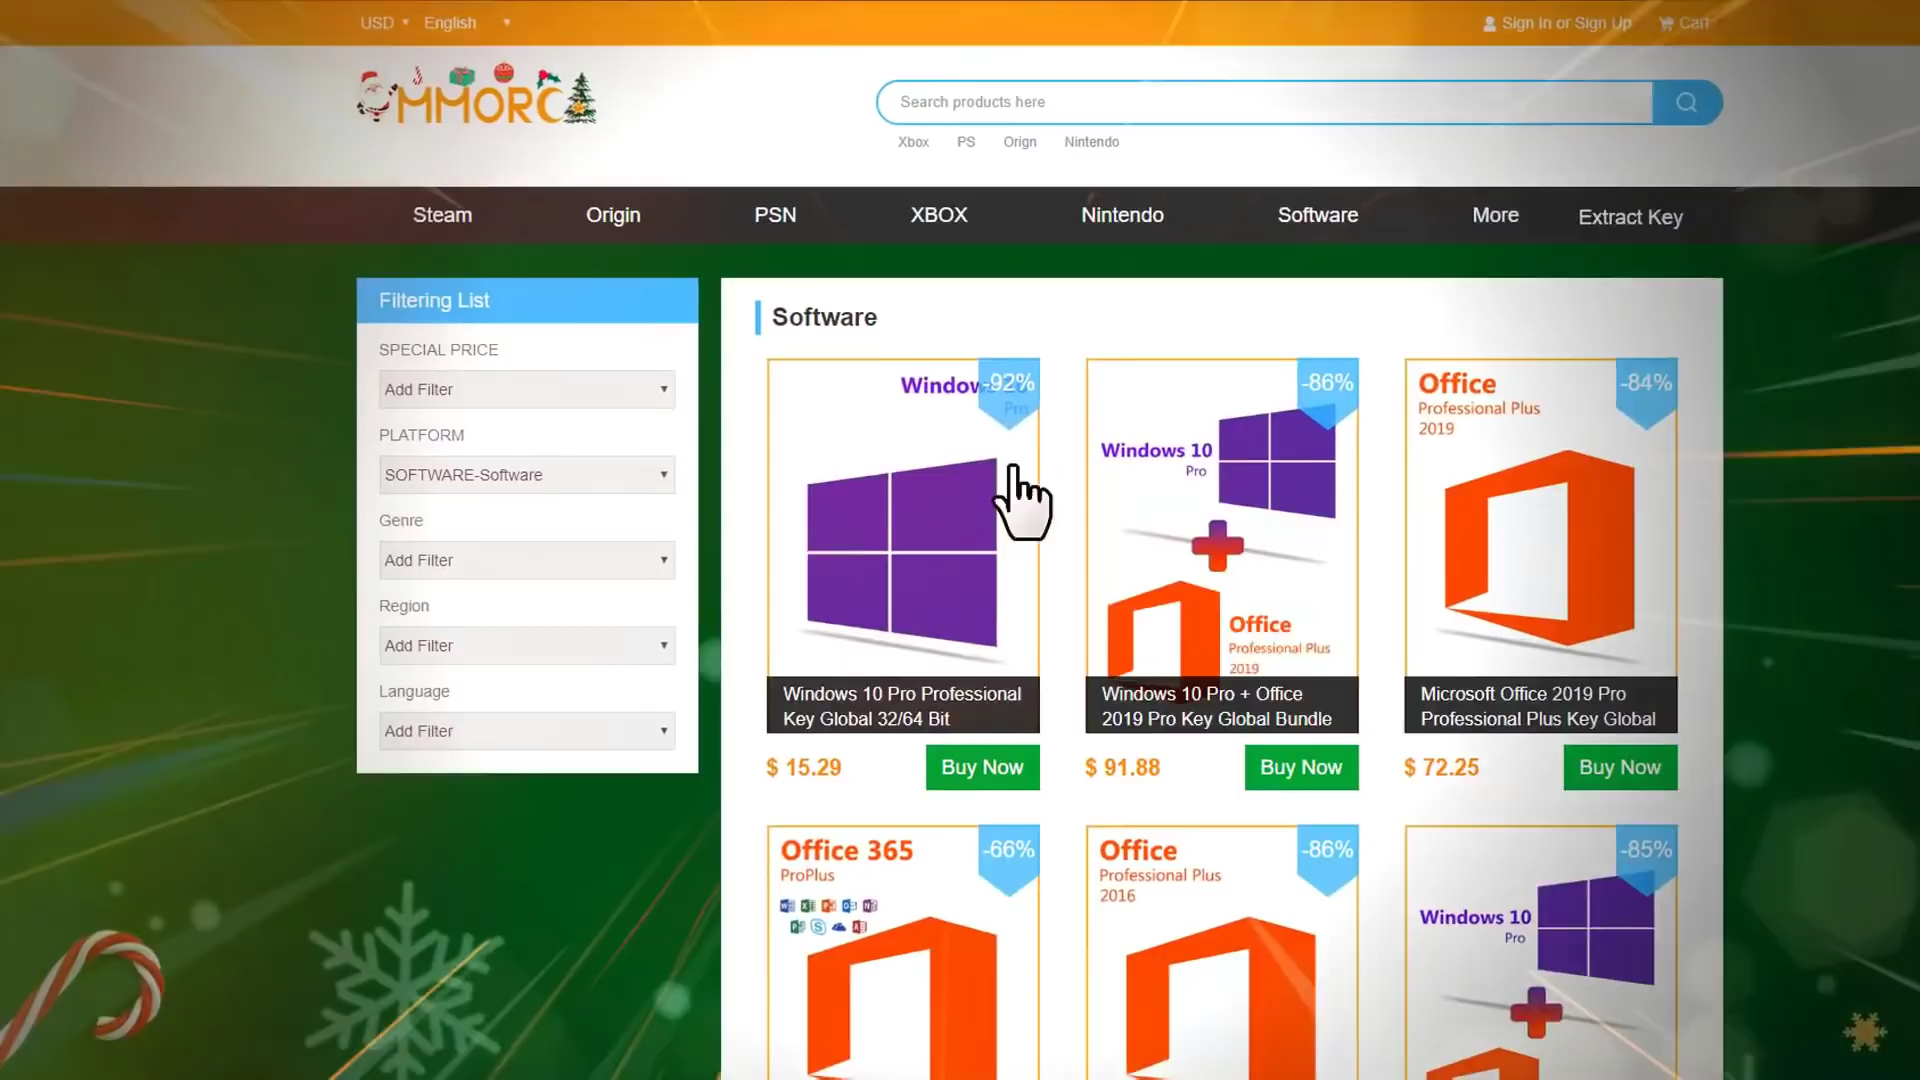 USD
English
Sign In or Sign Up
Cart
MMORC
Search products here
Xbox PS Orign Nintendo
Steam Origin PSN XBOX Nintendo Software More Extract Key
Filtering List
SPECIAL PRICE
Add Filter
PLATFORM
SOFTWARE-Software
Genre
Add Filter
Region
Add Filter
Language
Add Filter
Software
-92%
Pro
Windows 10 Pro Professional
Key Global 32/64 Bit
$ 15.29
Buy Now
-86%
Windows 10
Pro
Office
Professional Plus
2019
Windows 10 Pro + Office
2019 Pro Key Global Bundle
$ 91.88
Buy Now
Office
Professional Plus
2019
-84%
Microsoft Office 2019 Pro
Professional Plus Key Global
$ 72.25
Buy Now
Office 365
ProPlus
-66%
Office
Professional Plus
2016
-86%
-85%
Windows 10
Pro